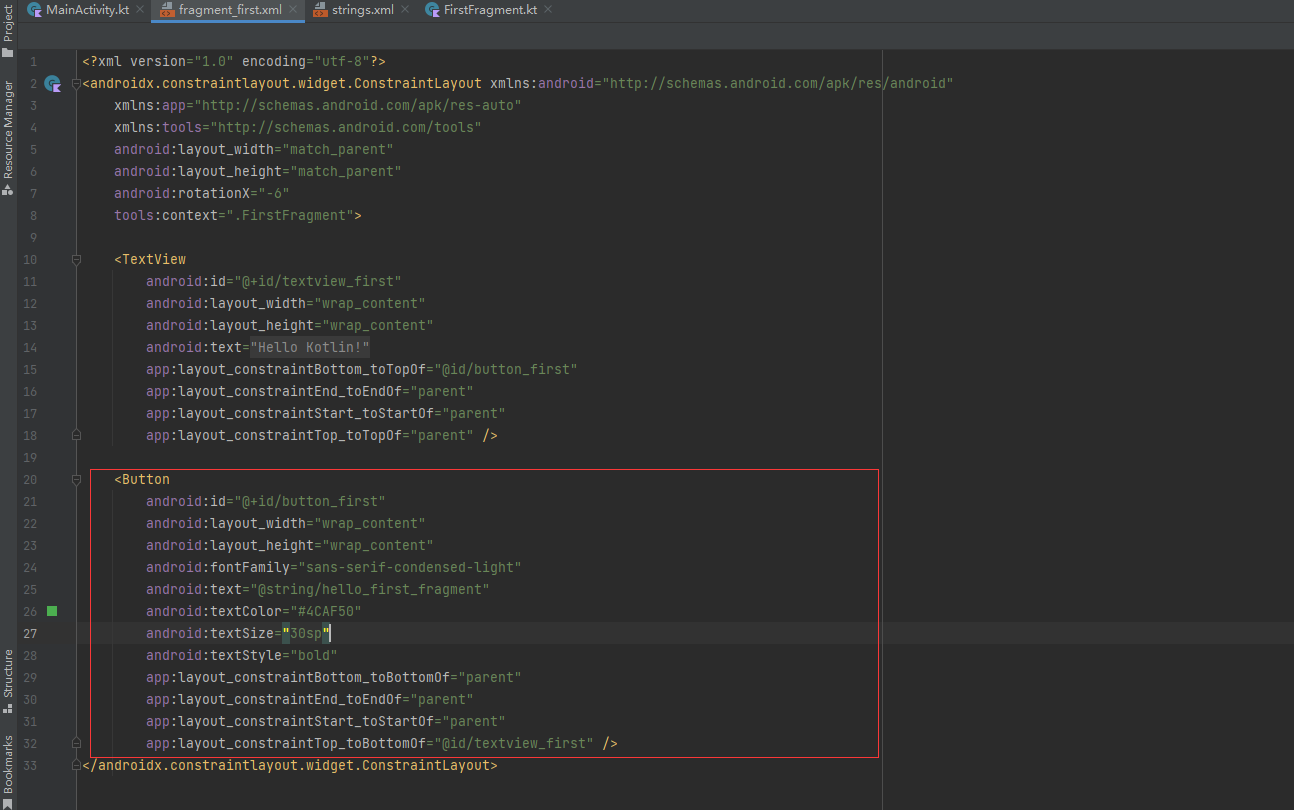 MainActivity.kt fragment_first.xml strings.xml FirstFragment.kt
Project
Resource Manager
Structure
Bookmarks
1 <?xml version="1.0" encoding="utf-8"?>
2 <androidx.constraintlayout.widget.ConstraintLayout xmlns:android="http://schemas.android.com/apk/res/android"
3 xmlns:app="http://schemas.android.com/apk/res-auto"
4 xmlns:tools="http://schemas.android.com/tools"
5 android:layout_width="match_parent"
6 android:layout_height="match_parent"
7 android:rotationX="-6"
8 tools:context=".FirstFragment">
9
10 <TextView
11 android:id="@+id/textview_first"
12 android:layout_width="wrap_content"
13 android:layout_height="wrap_content"
14 android:text="Hello Kotlin!"
15 app:layout_constraintBottom_toTopOf="@id/button_first"
16 app:layout_constraintEnd_toEndOf="parent"
17 app:layout_constraintStart_toStartOf="parent"
18 app:layout_constraintTop_toTopOf="parent" />
19
20 <Button
21 android:id="@+id/button_first"
22 android:layout_width="wrap_content"
23 android:layout_height="wrap_content"
24 android:fontFamily="sans-serif-condensed-light"
25 android:text="@string/hello_first_fragment"
26 android:textColor="#4CAF50"
27 android:textSize="30sp"
28 android:textStyle="bold"
29 app:layout_constraintBottom_toBottomOf="parent"
30 app:layout_constraintEnd_toEndOf="parent"
31 app:layout_constraintStart_toStartOf="parent"
32 app:layout_constraintTop_toBottomOf="@id/textview_first" />
33 </androidx.constraintlayout.widget.ConstraintLayout>